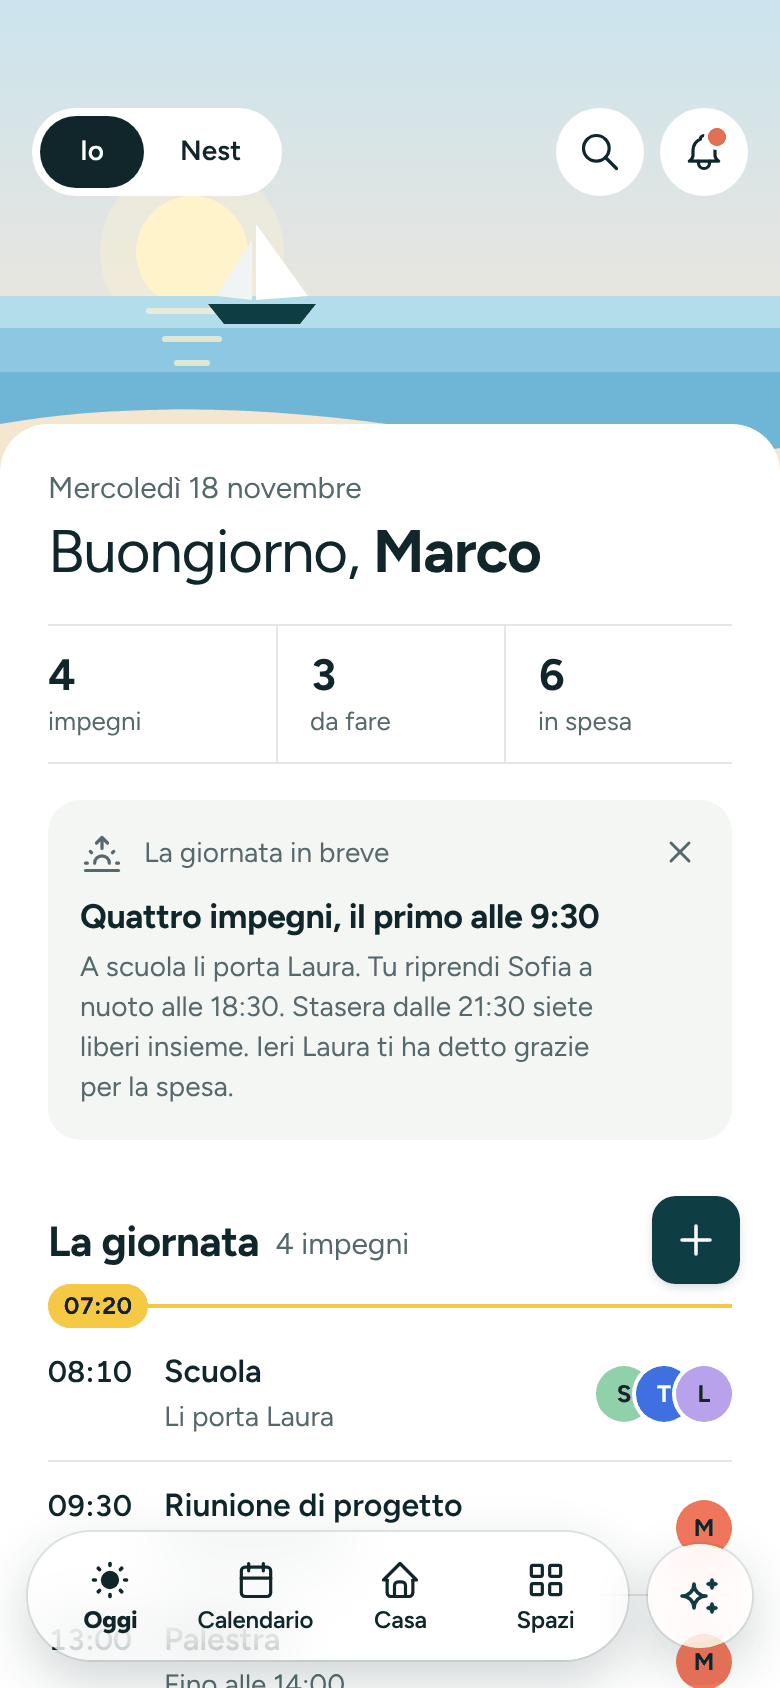 Io
Nest
Mercoledì 18 novembre
Buongiorno, Marco
4
3
6
impegni
da fare
in spesa
La giornata in breve
Quattro impegni, il primo alle 9:30
A scuola li porta Laura. Tu riprendi Sofia a
nuoto alle 18:30. Stasera dalle 21:30 siete
liberi insieme. Ieri Laura ti ha detto grazie
per la spesa.
La giornata 4 impegni
07:20
08:10 Scuola
Li porta Laura
S T L
09:30 Riunione di progetto
M
Oggi
Calendario
Casa
Spazi
13:00 Palestra
Fino alle 14:00
M